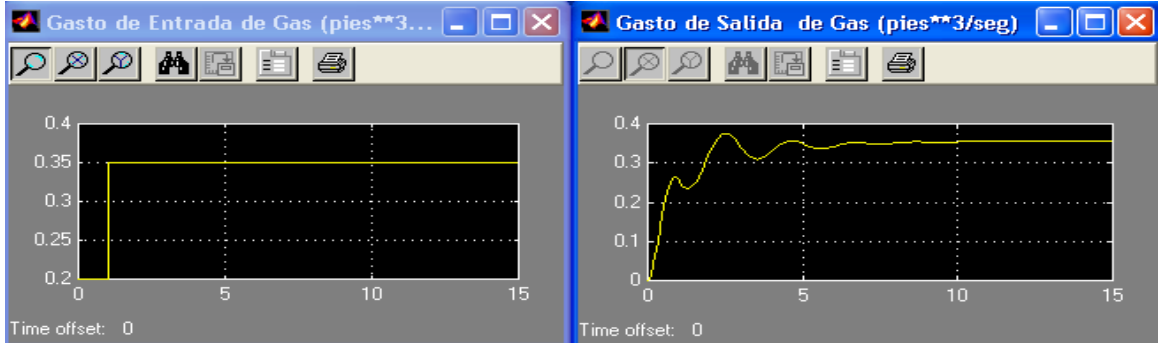 Gasto de Entrada de Gas (pies**3...
0.4
0.35
0.3
0.25
0.2
0 5 10 15
Time offset: 0
Gasto de Salida de Gas (pies**3/seg)
0.4
0.3
0.2
0.1
0
0 5 10 15
Time offset: 0